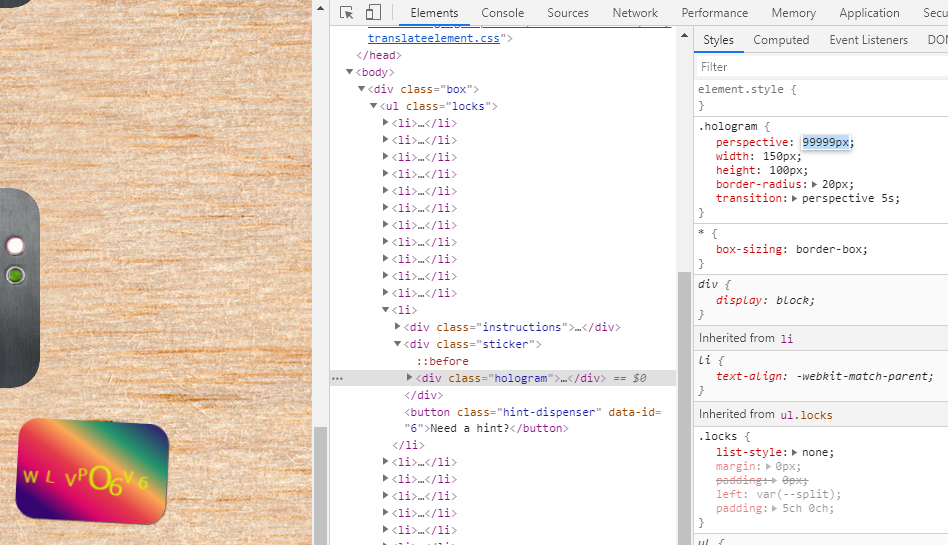 Elements Console Sources Network Performance Memory Application Secu
translateelement.css">
</head>
<body>
<div class="box">
<ul class="locks">
<li>…</li>
<li>…</li>
<li>…</li>
<li>…</li>
<li>…</li>
<li>…</li>
<li>…</li>
<li>…</li>
<li>…</li>
<li>…</li>
<li>…</li>
<li>
<div class="instructions">…</div>
<div class="sticker">
::before
<div class="hologram">…</div> == $0
</div>
<button class="hint-dispenser" data-id=
"6">Need a hint?</button>
</li>
<li>…</li>
<li>…</li>
<li>…</li>
<li>…</li>
<li>…</li>
Styles Computed Event Listeners DOM
Filter
element.style {
}
.hologram {
perspective: 99999px;
width: 150px;
height: 100px;
border-radius: 20px;
transition: perspective 5s;
}
* {
box-sizing: border-box;
}
div {
display: block;
}
Inherited from li
li {
text-align: -webkit-match-parent;
}
Inherited from ul.locks
.locks {
list-style: none;
margin: 0px;
padding: 0px;
left: var(--split);
padding: 5ch 0ch;
}
W L V P O 6 V 6